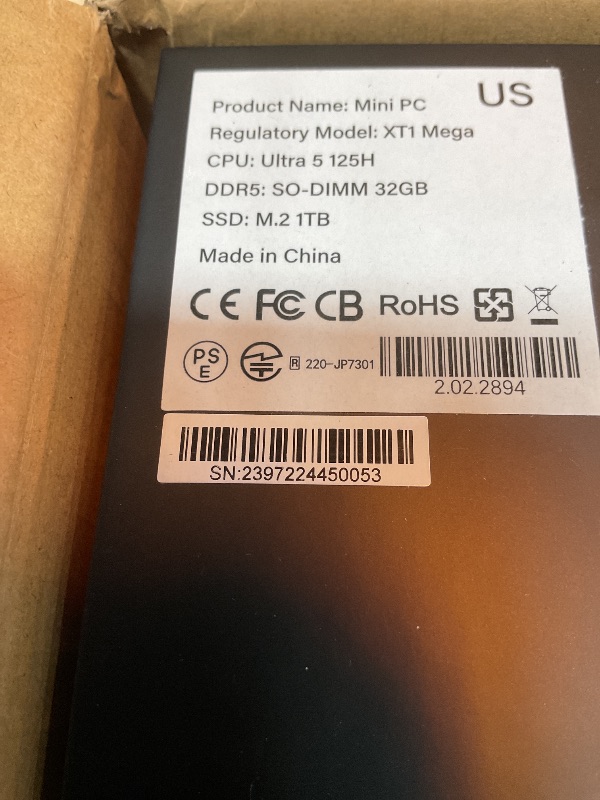 US
Product Name: Mini PC
Regulatory Model: XT1 Mega
CPU: Ultra 5 125H
DDR5: SO-DIMM 32GB
SSD: M.2 1TB
Made in China
CE FC CB RoHS
PS
E
R 220-JP7301
2.02.2894
SN:2397224450053